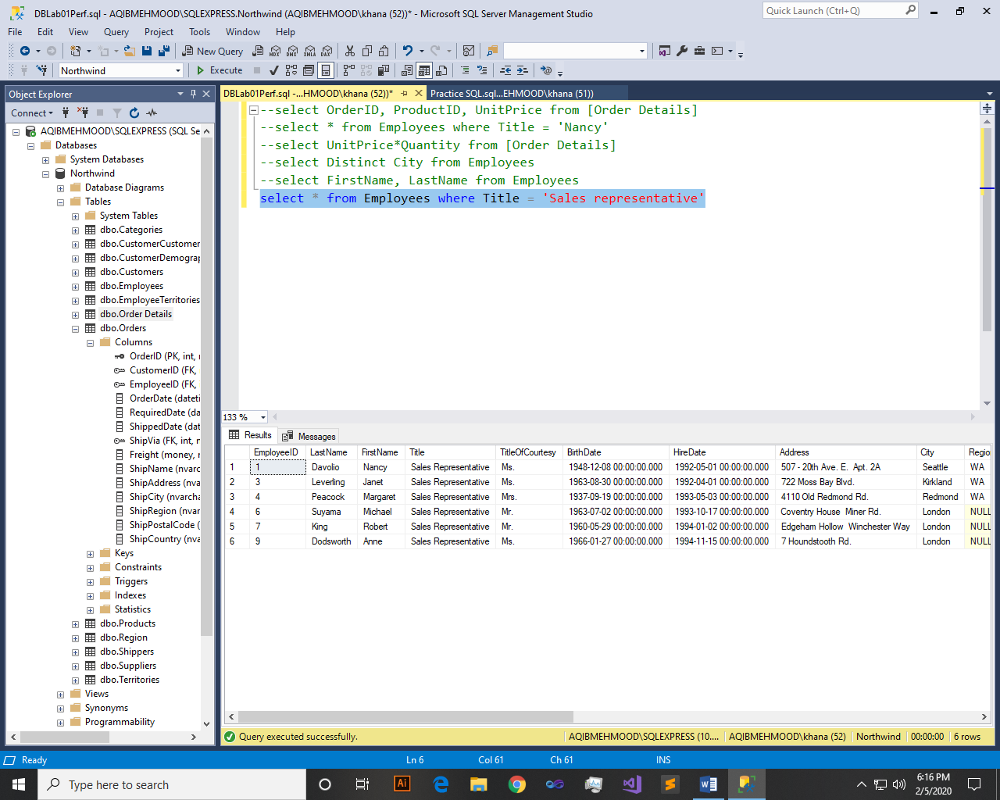 DBLab01Perf.sql - AQIBMEHMOOD\SQLEXPRESS.Northwind (AQIBMEHMOOD\khana (52))* - Microsoft SQL Server Management Studio
Quick Launch (Ctrl+Q)
File Edit View Query Project Tools Window Help
New Query MDX DMX XMLA DAX
Northwind Execute
Object Explorer
DBLab01Perf.sql -...HMOOD\khana (52))* Practice SQL.sql...EHMOOD\khana (51))
Connect
AQIBMEHMOOD\SQLEXPRESS (SQL Se
Databases
System Databases
Northwind
Database Diagrams
Tables
System Tables
dbo.Categories
dbo.CustomerCustomer
dbo.CustomerDemograp
dbo.Customers
dbo.Employees
dbo.EmployeeTerritories
dbo.Order Details
dbo.Orders
Columns
OrderID (PK, int, n
CustomerID (FK,
EmployeeID (FK,
OrderDate (dateti
RequiredDate (da
ShippedDate (dat
ShipVia (FK, int, n
Freight (money, n
ShipName (nvarc
ShipAddress (nva
ShipCity (nvarcha
ShipRegion (nvar
ShipPostalCode (
ShipCountry (nva
Keys
Constraints
Triggers
Indexes
Statistics
dbo.Products
dbo.Region
dbo.Shippers
dbo.Suppliers
dbo.Territories
Views
Synonyms
Programmability
--select OrderID, ProductID, UnitPrice from [Order Details]
--select * from Employees where Title = 'Nancy'
--select UnitPrice*Quantity from [Order Details]
--select Distinct City from Employees
--select FirstName, LastName from Employees
select * from Employees where Title = 'Sales representative'
133 %
Results Messages
EmployeeID LastName FirstName Title TitleOfCourtesy BirthDate HireDate Address City Regio
1 1 Davolio Nancy Sales Representative Ms. 1948-12-08 00:00:00.000 1992-05-01 00:00:00.000 507 - 20th Ave. E. Apt. 2A Seattle WA
2 3 Leverling Janet Sales Representative Ms. 1963-08-30 00:00:00.000 1992-04-01 00:00:00.000 722 Moss Bay Blvd. Kirkland WA
3 4 Peacock Margaret Sales Representative Mrs. 1937-09-19 00:00:00.000 1993-05-03 00:00:00.000 4110 Old Redmond Rd. Redmond WA
4 6 Suyama Michael Sales Representative Mr. 1963-07-02 00:00:00.000 1993-10-17 00:00:00.000 Coventry House Miner Rd. London NULL
5 7 King Robert Sales Representative Mr. 1960-05-29 00:00:00.000 1994-01-02 00:00:00.000 Edgeham Hollow Winchester Way London NULL
6 9 Dodsworth Anne Sales Representative Ms. 1966-01-27 00:00:00.000 1994-11-15 00:00:00.000 7 Houndstooth Rd. London NULL
Query executed successfully. AQIBMEHMOOD\SQLEXPRESS (10.... AQIBMEHMOOD\khana (52) Northwind 00:00:00 6 rows
Ready Ln 6 Col 61 Ch 61 INS
Type here to search Ai 6:16 PM
2/5/2020